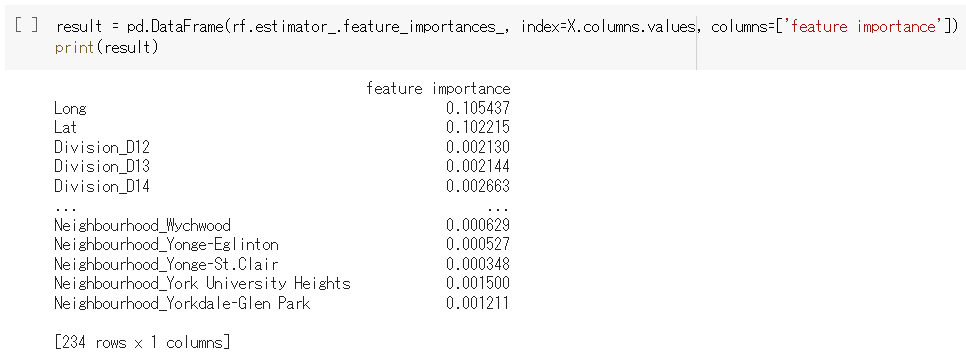 [ ] result = pd.DataFrame(rf.estimator_.feature_importances_, index=X.columns.values, columns=['feature importance'])
print(result)
feature importance
Long 0.105437
Lat 0.102215
Division_D12 0.002130
Division_D13 0.002144
Division_D14 0.002663
... ...
Neighbourhood_Wychwood 0.000629
Neighbourhood_Yonge-Eglinton 0.000527
Neighbourhood_Yonge-St.Clair 0.000348
Neighbourhood_York University Heights 0.001500
Neighbourhood_Yorkdale-Glen Park 0.001211
[234 rows x 1 columns]